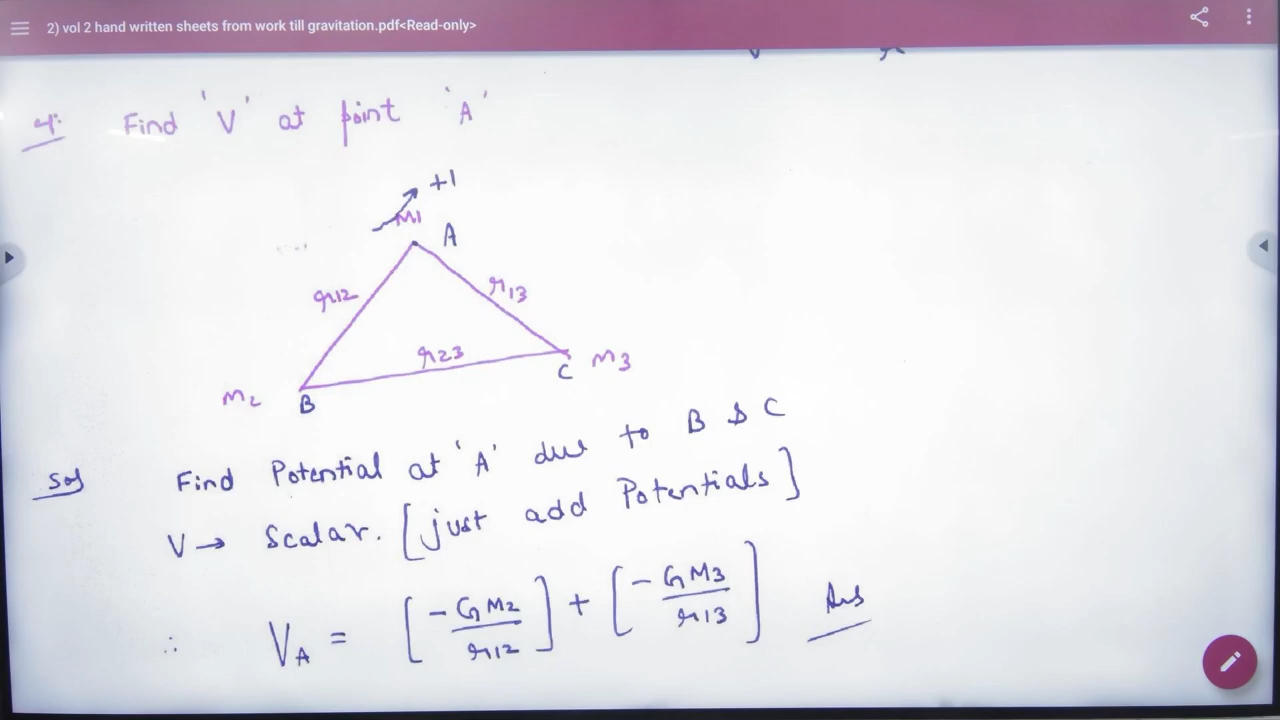 2) vol 2 hand written sheets from work till gravitation.pdf<Read-only>
4: Find 'V' at point 'A'
+1
M1
A
r12
r13
r23
M2
B
C M3
Sol Find Potential at 'A' due to B & C
V → Scalar. [just add Potentials]
∴ VA = [-GM2/r12] + [-GM3/r13] Ans